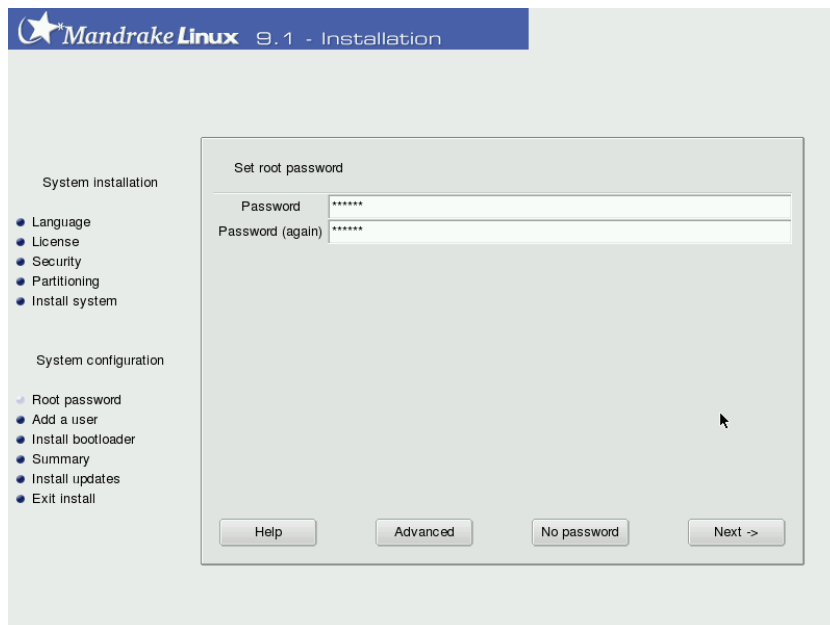 Mandrake Linux 9.1 - Installation
System installation
Language
License
Security
Partitioning
Install system
System configuration
Root password
Add a user
Install bootloader
Summary
Install updates
Exit install
Set root password
Password ******
Password (again) ******
Help Advanced No password Next ->